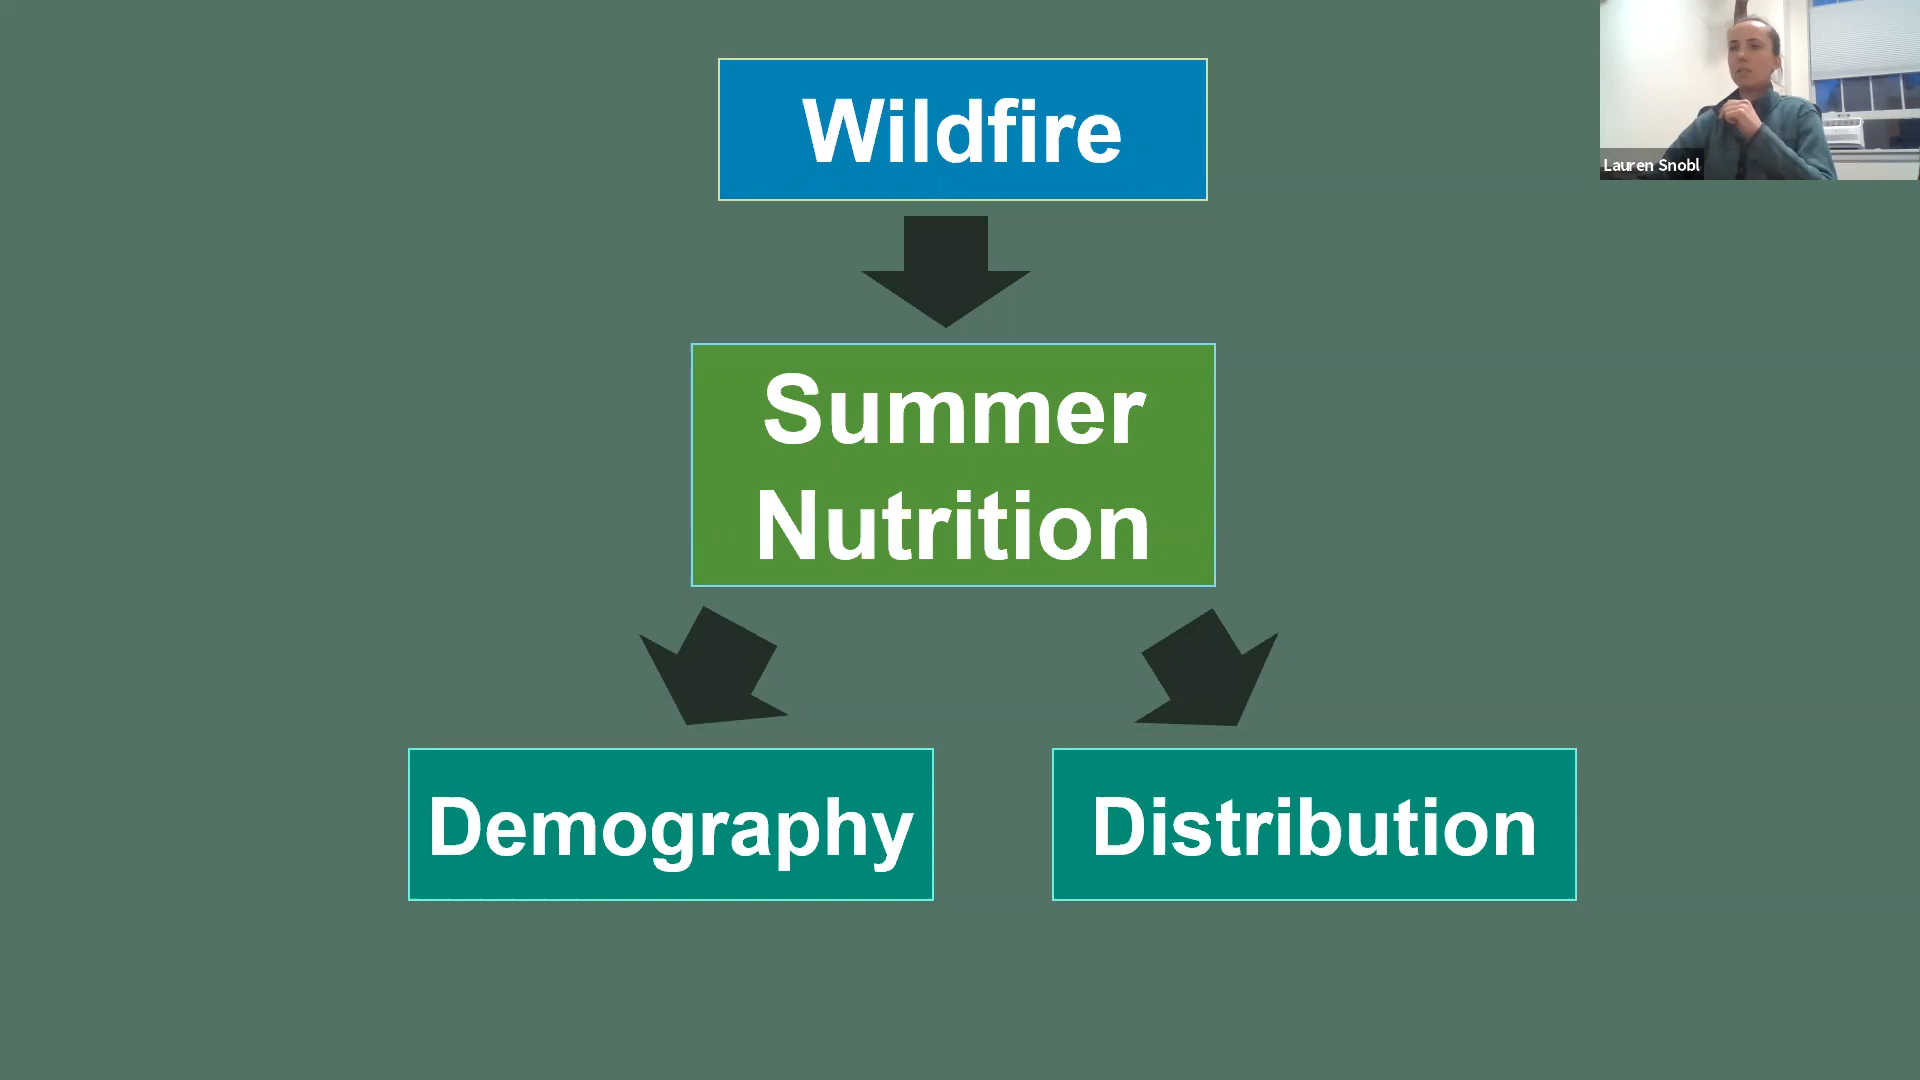 Wildfire
Lauren Snobl
Summer
Nutrition
Demography
Distribution